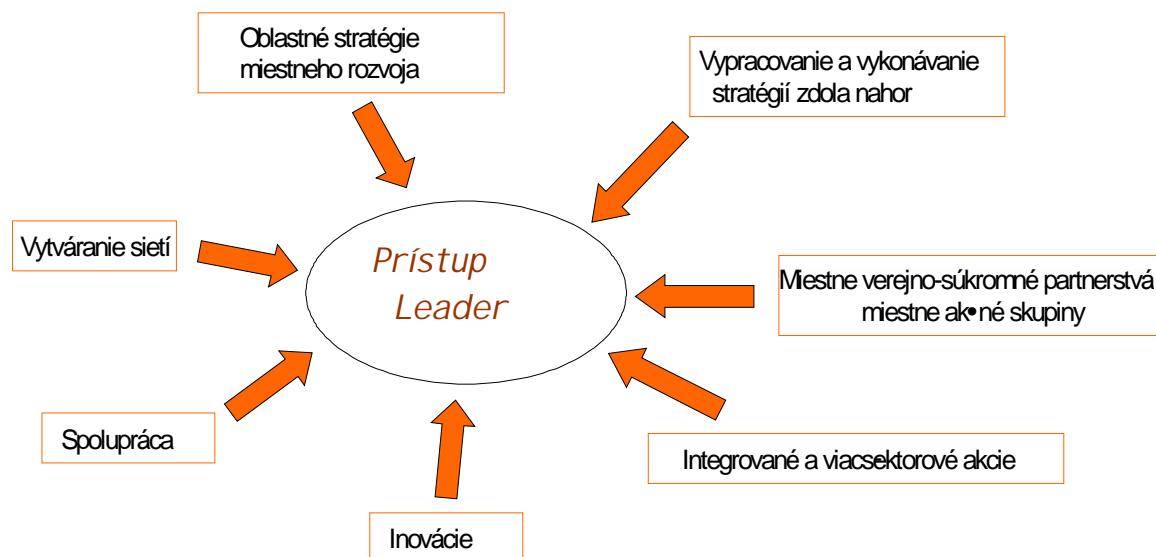 Oblastné stratégie
miestneho rozvoja
Vypracovanie a vykonávanie
stratégií zdola nahor
Vytváranie sietí
Prístup
Leader
Miestne verejno-súkromné partnerstvá
miestne ak•né skupiny
Spolupráca
Integrované a viacsektorové akcie
Inovácie